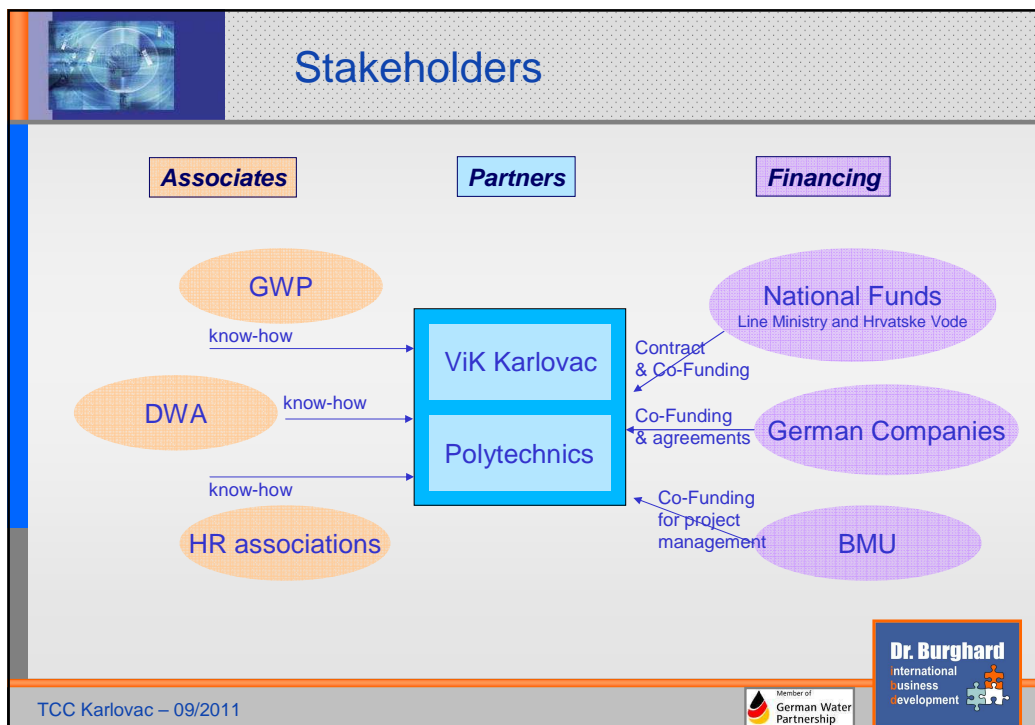 Stakeholders
Associates
Partners
Financing
GWP
know-how
DWA
know-how
know-how
HR associations
ViK Karlovac
Polytechnics
National Funds
Line Ministry and Hrvatske Vode
Contract
& Co-Funding
Co-Funding
& agreements
German Companies
Co-Funding
for project
management
BMU
TCC Karlovac – 09/2011
Member of
German Water
Partnership
Dr. Burghard
international
business
development